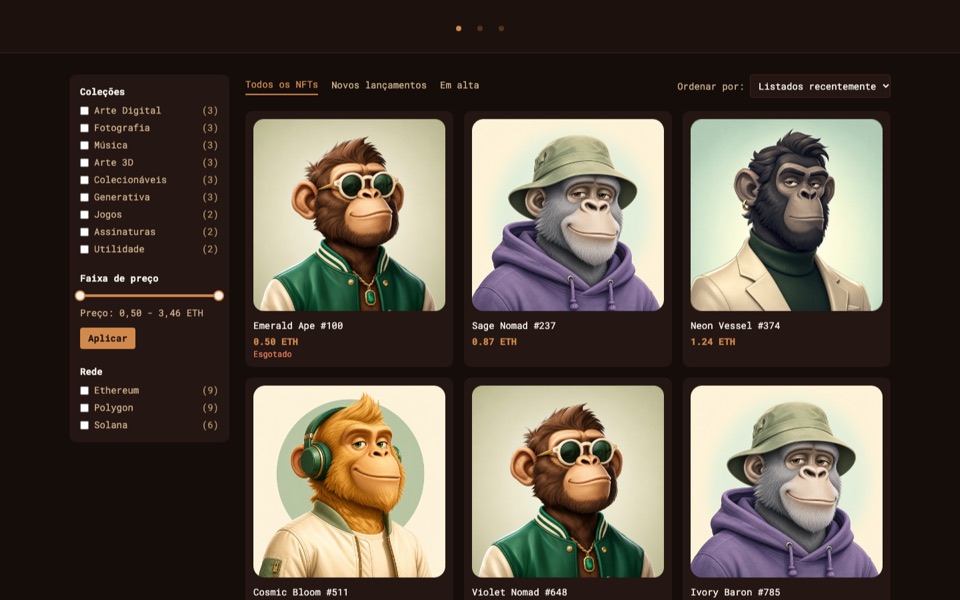 Coleções
Arte Digital (3)
Fotografia (3)
Música (3)
Arte 3D (3)
Colecionáveis (3)
Generativa (3)
Jogos (2)
Assinaturas (2)
Utilidade (2)
Faixa de preço
Preço: 0,50 - 3,46 ETH
Aplicar
Rede
Ethereum (9)
Polygon (9)
Solana (6)
Todos os NFTs Novos lançamentos Em alta
Ordenar por: Listados recentemente
Emerald Ape #100
0.50 ETH
Esgotado
Sage Nomad #237
0.87 ETH
Neon Vessel #374
1.24 ETH
Cosmic Bloom #511
Violet Nomad #648
Ivory Baron #785